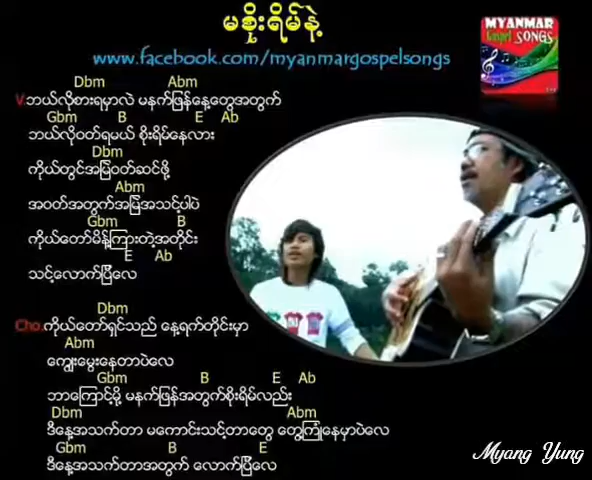 မစိုးရိမ်နဲ့
www.facebook.com/myanmargospelsongs
MYANMAR
Gospel SONGS
Dbm Abm
V.ဘယ်လိုစားရမှာလဲ မနက်ဖြန်နေ့တွေအတွက်
Gbm B E Ab
ဘယ်လိုဝတ်ရမယ် စိုးရိမ်နေလား
Dbm
ကိုယ်တွင်အမြဲဝတ်ဆင်ဖို့
Abm
အဝတ်အတွက်အမြဲအသင့်ပါပဲ
Gbm B
ကိုယ်တော်မိန့်ကြားတဲ့အတိုင်း
E Ab
သင့်လောက်ပြီလေ
Dbm
Cho.ကိုယ်တော်ရှင်သည် နေ့ရက်တိုင်းမှာ
Abm
ကျွေးမွေးနေတာပဲလေ
Gbm B E Ab
ဘာကြောင့်မို့ မနက်ဖြန်အတွက်စိုးရိမ်လည်း
Dbm Abm
ဒီနေ့အသက်တာ မကောင်းသင့်တာတွေ တွေ့ကြုံနေမှာပဲလေ
Gbm B E
ဒီနေ့အသက်တာအတွက် လောက်ပြီလေ
Myang Yung